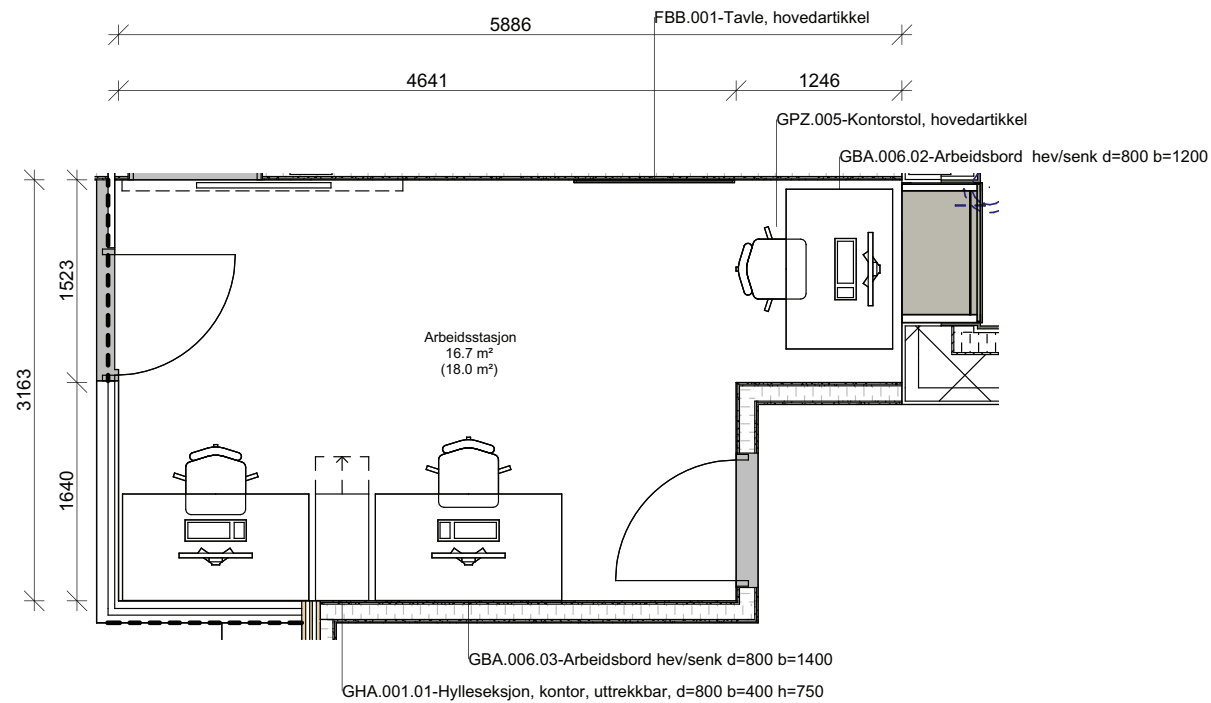 FBB.001-Tavle, hovedartikkel
5886
4641
1246
GPZ.005-Kontorstol, hovedartikkel
GBA.006.02-Arbeidsbord  hev/senk d=800 b=1200
1523
3163
Arbeidsstasjon
16.7 m²
(18.0 m²)
1640
GBA.006.03-Arbeidsbord hev/senk d=800 b=1400
GHA.001.01-Hylleseksjon, kontor, uttrekkbar, d=800 b=400 h=750